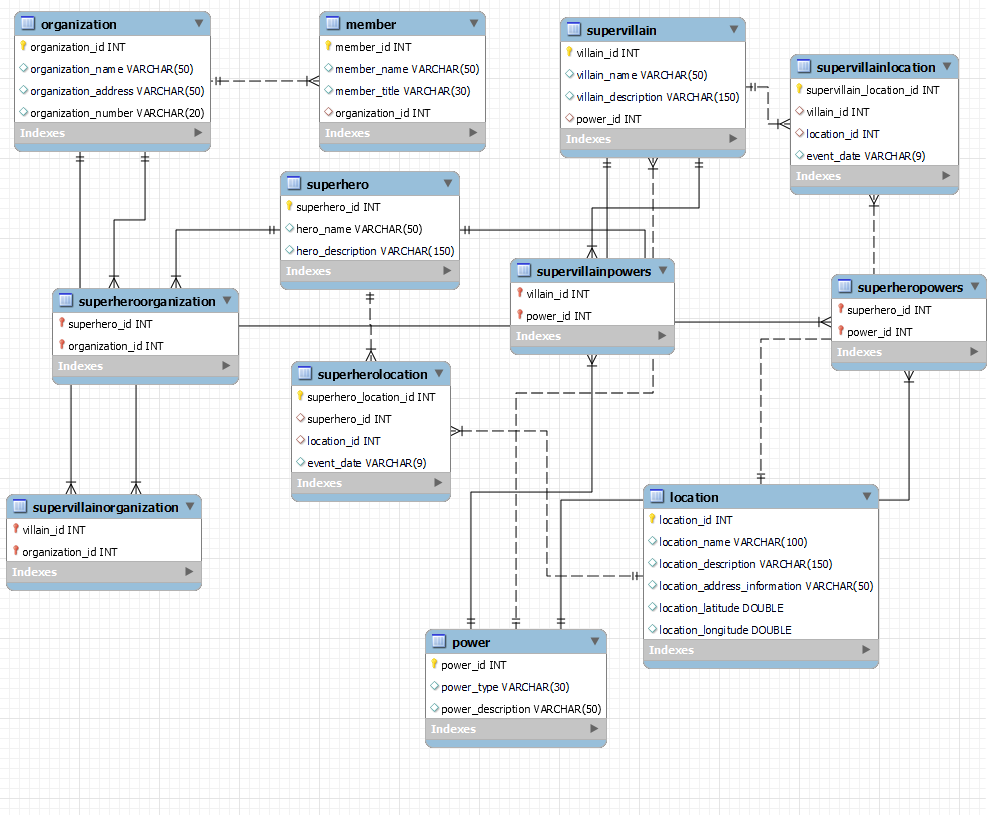 organization
organization_id INT
organization_name VARCHAR(50)
organization_address VARCHAR(50)
organization_number VARCHAR(20)
Indexes
member
member_id INT
member_name VARCHAR(50)
member_title VARCHAR(30)
organization_id INT
Indexes
supervillain
villain_id INT
villain_name VARCHAR(50)
villain_description VARCHAR(150)
power_id INT
Indexes
supervillainlocation
supervillain_location_id INT
villain_id INT
location_id INT
event_date VARCHAR(9)
Indexes
superhero
superhero_id INT
hero_name VARCHAR(50)
hero_description VARCHAR(150)
Indexes
superheroorganization
superhero_id INT
organization_id INT
Indexes
supervillainpowers
villain_id INT
power_id INT
Indexes
superheropowers
superhero_id INT
power_id INT
Indexes
superherolocation
superhero_location_id INT
superhero_id INT
location_id INT
event_date VARCHAR(9)
Indexes
supervillainorganization
villain_id INT
organization_id INT
Indexes
location
location_id INT
location_name VARCHAR(100)
location_description VARCHAR(150)
location_address_information VARCHAR(50)
location_latitude DOUBLE
location_longitude DOUBLE
Indexes
power
power_id INT
power_type VARCHAR(30)
power_description VARCHAR(50)
Indexes